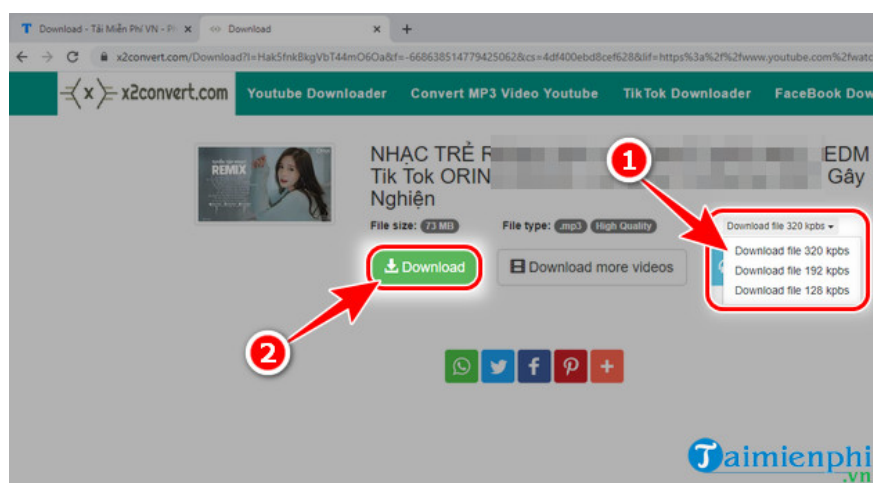 Download - Tải Miễn Phí VN - Ph
Download
x2convert.com/Download?l=Hak5fnkBkgVbT44mO6Oa&f=-668638514779425062&cs=4df400ebd8cef628&lif=https%3a%2f%2fwww.youtube.com%2fwatc
x2convert.com
Youtube Downloader
Convert MP3 Video Youtube
TikTok Downloader
FaceBook Dow
REMIX
NHẠC TRẺ R
EDM
Tik Tok ORIN
Gây
Nghiện
File size: 73 MB
File type: .mp3 High Quality
Download file 320 kpbs
Download file 320 kpbs
Download file 192 kpbs
Download file 128 kpbs
Download
Download more videos
1
2
Taimienphi
.vn